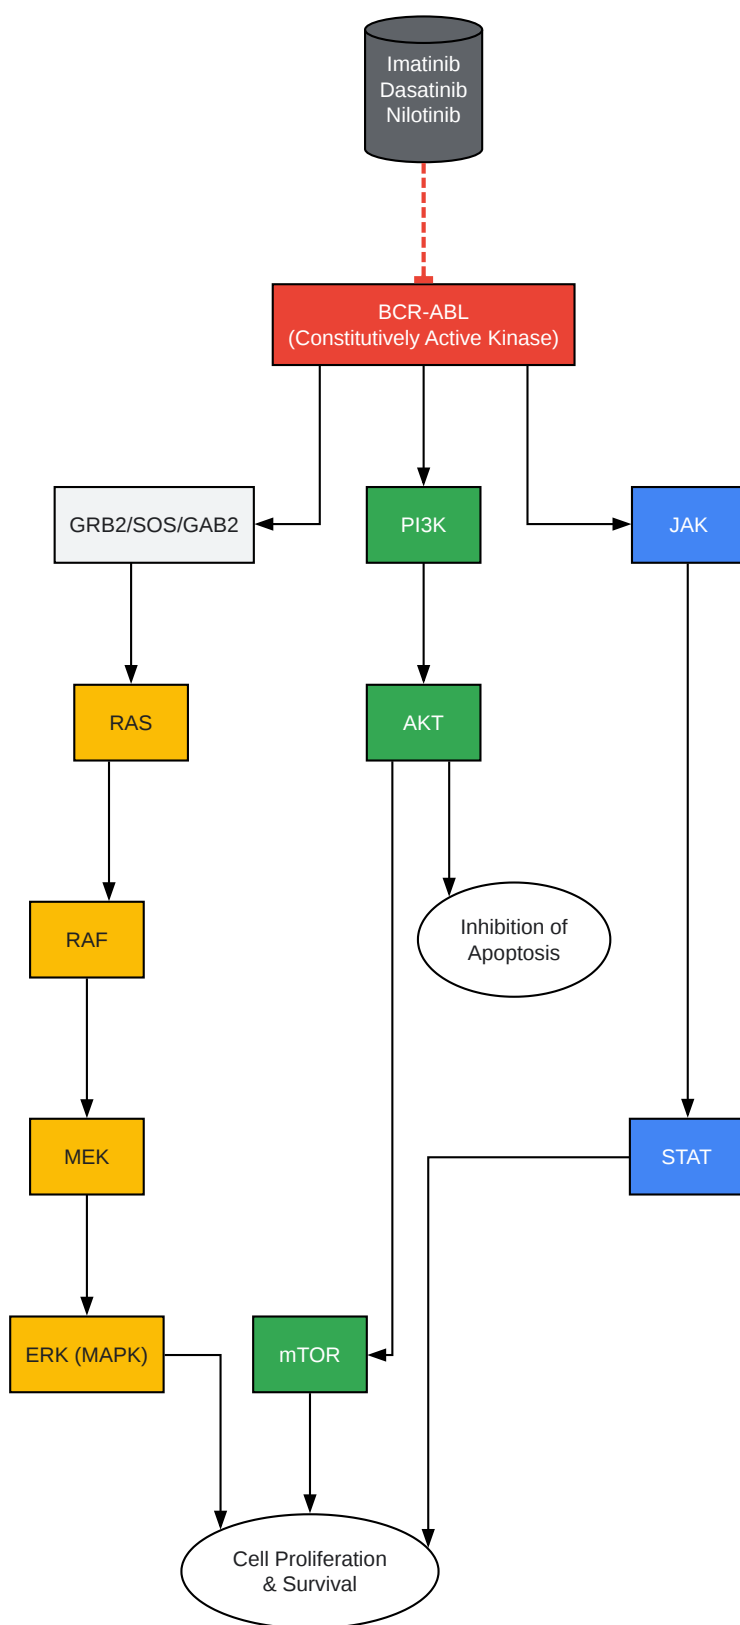 Imatinib
Dasatinib
Nilotinib
BCR-ABL
(Constitutively Active Kinase)
GRB2/SOS/GAB2
PI3K
JAK
RAS
AKT
RAF
Inhibition of
Apoptosis
MEK
STAT
ERK (MAPK)
mTOR
Cell Proliferation
& Survival